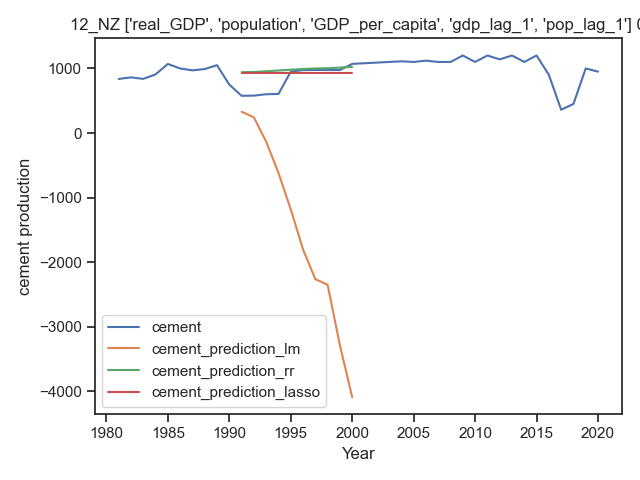 12_NZ ['real_GDP', 'population', 'GDP_per_capita', 'gdp_lag_1', 'pop_lag_1']
1000
0
−1000
−2000
−3000
−4000
cement production
cement
cement_prediction_lm
cement_prediction_rr
cement_prediction_lasso
1980 1985 1990 1995 2000 2005 2010 2015 2020
Year